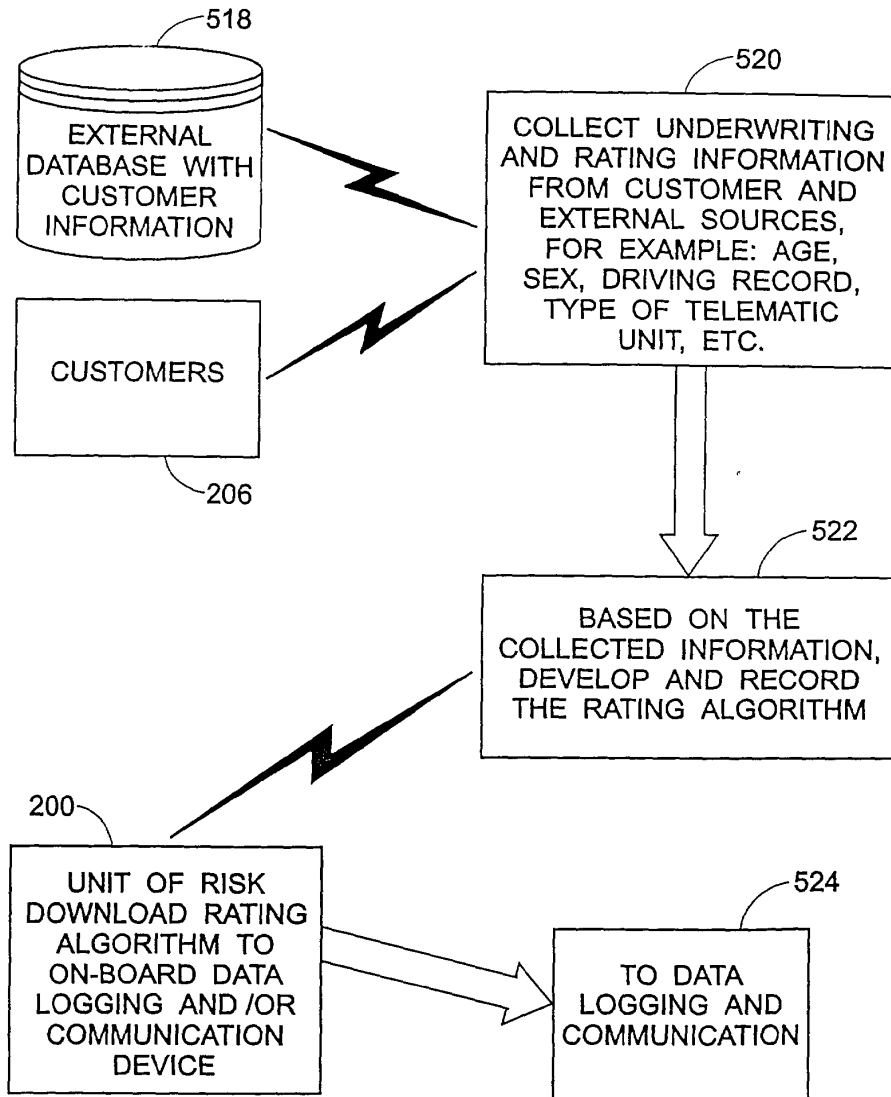 518
EXTERNAL
DATABASE WITH
CUSTOMER
INFORMATION
520
COLLECT UNDERWRITING
AND RATING INFORMATION
FROM CUSTOMER AND
EXTERNAL SOURCES,
FOR EXAMPLE: AGE,
SEX, DRIVING RECORD,
TYPE OF TELEMATIC
UNIT, ETC.
CUSTOMERS
206
522
BASED ON THE
COLLECTED INFORMATION,
DEVELOP AND RECORD
THE RATING ALGORITHM
200
UNIT OF RISK
DOWNLOAD RATING
ALGORITHM TO
ON-BOARD DATA
LOGGING AND /OR
COMMUNICATION
DEVICE
524
TO DATA
LOGGING AND
COMMUNICATION